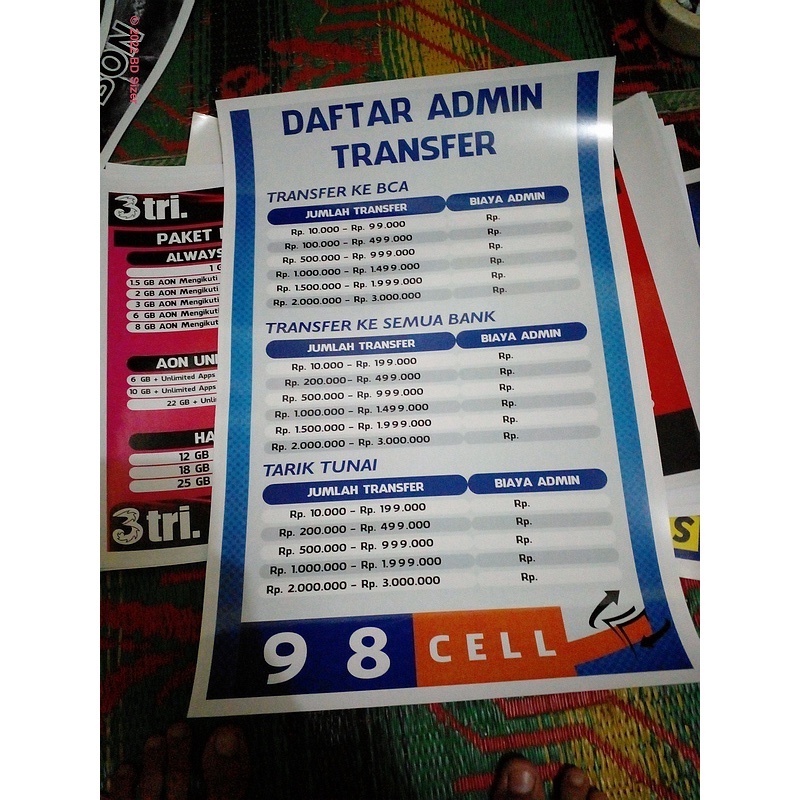 © 2022 BD Sizer
DAFTAR ADMIN
TRANSFER
TRANSFER KE BCA
JUMLAH TRANSFER BIAYA ADMIN
Rp. 10.000 - Rp. 99.000 Rp.
Rp. 100.000 - Rp. 499.000 Rp.
Rp. 500.000 - Rp. 999.000 Rp.
Rp. 1.000.000 - Rp. 1.499.000 Rp.
Rp. 1.500.000 - Rp. 1.999.000 Rp.
Rp. 2.000.000 - Rp. 3.000.000 Rp.
TRANSFER KE SEMUA BANK
JUMLAH TRANSFER BIAYA ADMIN
Rp. 10.000 - Rp. 199.000 Rp.
Rp. 200.000 - Rp. 499.000 Rp.
Rp. 500.000 - Rp. 999.000 Rp.
Rp. 1.000.000 - Rp. 1.499.000 Rp.
Rp. 1.500.000 - Rp. 1.999.000 Rp.
Rp. 2.000.000 - Rp. 3.000.000 Rp.
TARIK TUNAI
JUMLAH TRANSFER BIAYA ADMIN
Rp. 10.000 - Rp. 199.000 Rp.
Rp. 200.000 - Rp. 499.000 Rp.
Rp. 500.000 - Rp. 999.000 Rp.
Rp. 1.000.000 - Rp. 1.999.000 Rp.
Rp. 2.000.000 - Rp. 3.000.000 Rp.
98 CELL
3 tri.
PAKET
ALWAYS
1.5 GB AON Mengikuti
2 GB AON Mengikuti
3 GB AON Mengikuti
6 GB AON Mengikuti
8 GB AON Mengikuti
AON
6 GB + Unlimited Apps
10 GB + Unlimited Apps
22 GB +
12 GB
18 GB
25 GB
3 tri.